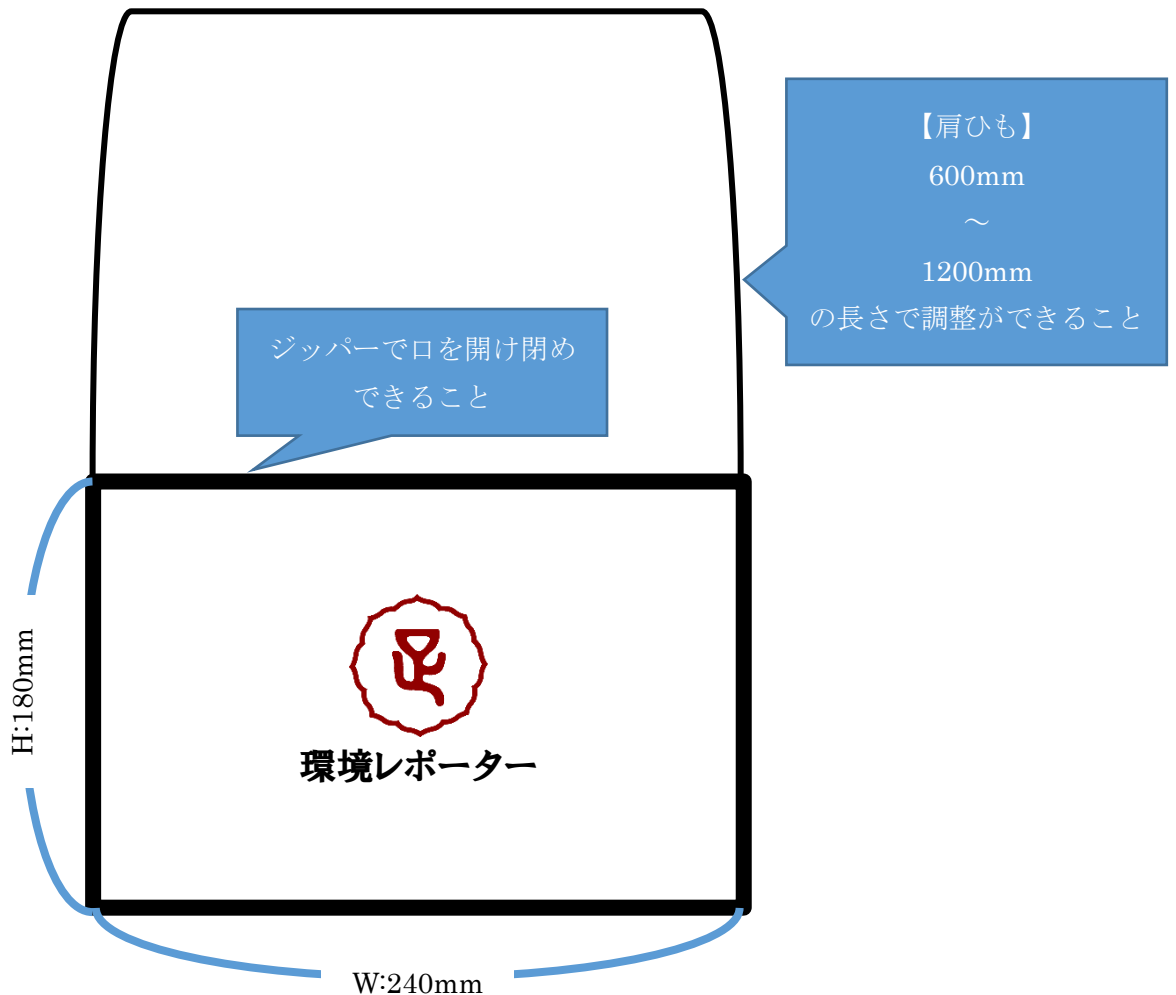 【肩ひも】
600mm
～
1200mm
の長さで調整ができること
ジッパーで口を開け閉め
できること
H:180mm
環境レポーター
W:240mm